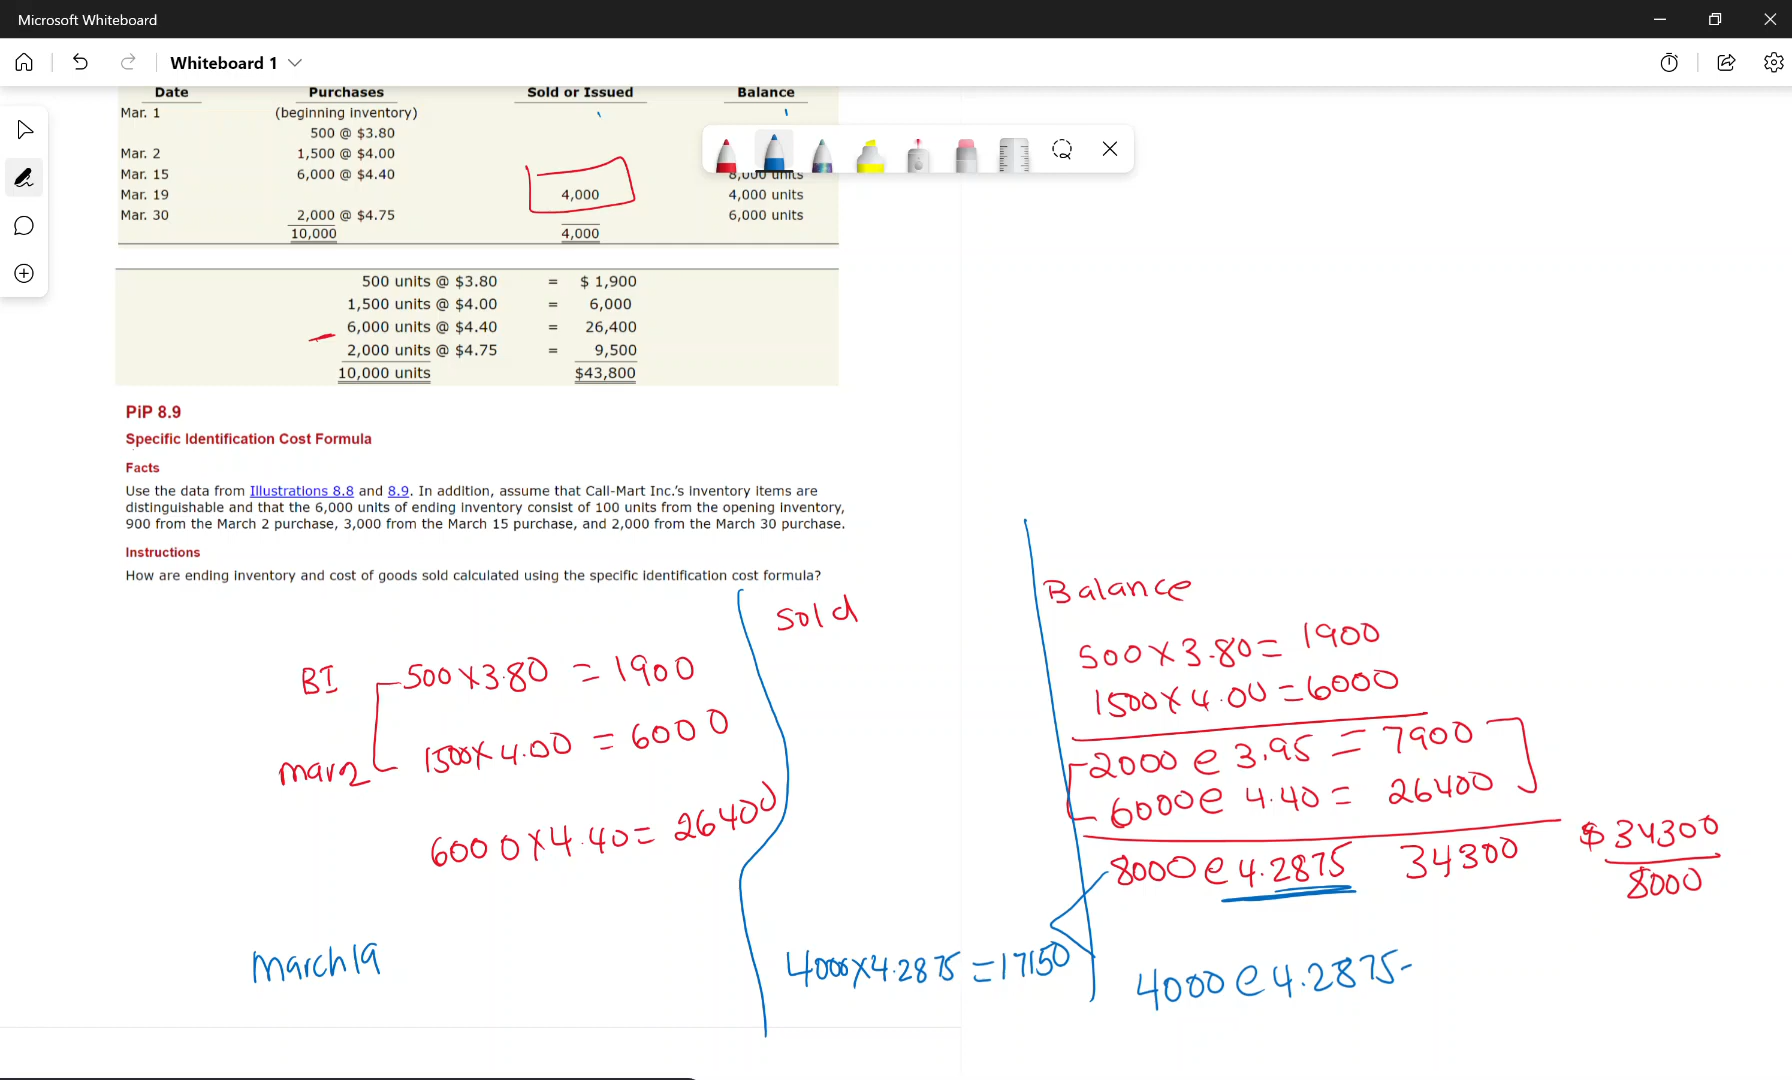 Microsoft Whiteboard
Whiteboard 1
Date Purchases Sold or Issued Balance
Mar. 1 (beginning inventory)
500 @ $3.80
Mar. 2 1,500 @ $4.00
Mar. 15 6,000 @ $4.40 8,000 units
Mar. 19 4,000 4,000 units
Mar. 30 2,000 @ $4.75 6,000 units
10,000 4,000
500 units @ $3.80 = $ 1,900
1,500 units @ $4.00 = 6,000
6,000 units @ $4.40 = 26,400
2,000 units @ $4.75 = 9,500
10,000 units $43,800
PiP 8.9
Specific Identification Cost Formula
Facts
Use the data from Illustrations 8.8 and 8.9. In addition, assume that Call-Mart Inc.'s inventory items are
distinguishable and that the 6,000 units of ending inventory consist of 100 units from the opening inventory,
900 from the March 2 purchase, 3,000 from the March 15 purchase, and 2,000 from the March 30 purchase.
Instructions
How are ending inventory and cost of goods sold calculated using the specific identification cost formula?
BI 500 x 3.80 = 1900
Mar 2 1500 x 4.00 = 6000
6000 x 4.40 = 26400
March 19
Sold
4000 x 4.2875 = 17150
Balance
500 x 3.80 = 1900
1500 x 4.00 = 6000
2000 @ 3.95 = 7900
6000 @ 4.40 = 26400
8000 @ 4.2875 34300
$34300
8000
4000 @ 4.2875